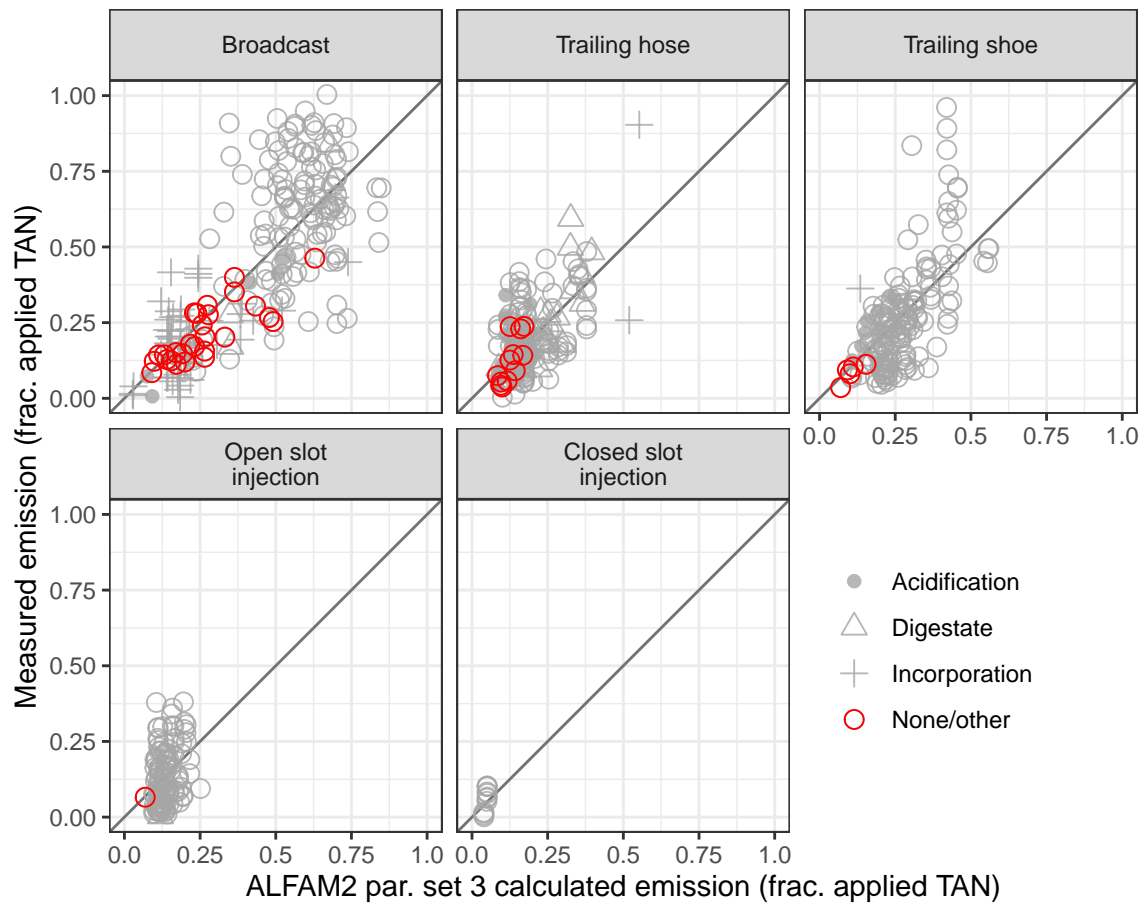 Broadcast
Trailing hose
Trailing shoe
1.00
0.75
0.50
0.25
0.00
0.0 0.25 0.50 0.75 1.0
Open slot
injection
Closed slot
injection
1.00
0.75
0.50
0.25
0.00
0.0 0.25 0.50 0.75 1.0
0.0 0.25 0.50 0.75 1.0
Measured emission (frac. applied TAN)
ALFAM2 par. set 3 calculated emission (frac. applied TAN)
Acidification
Digestate
Incorporation
None/other